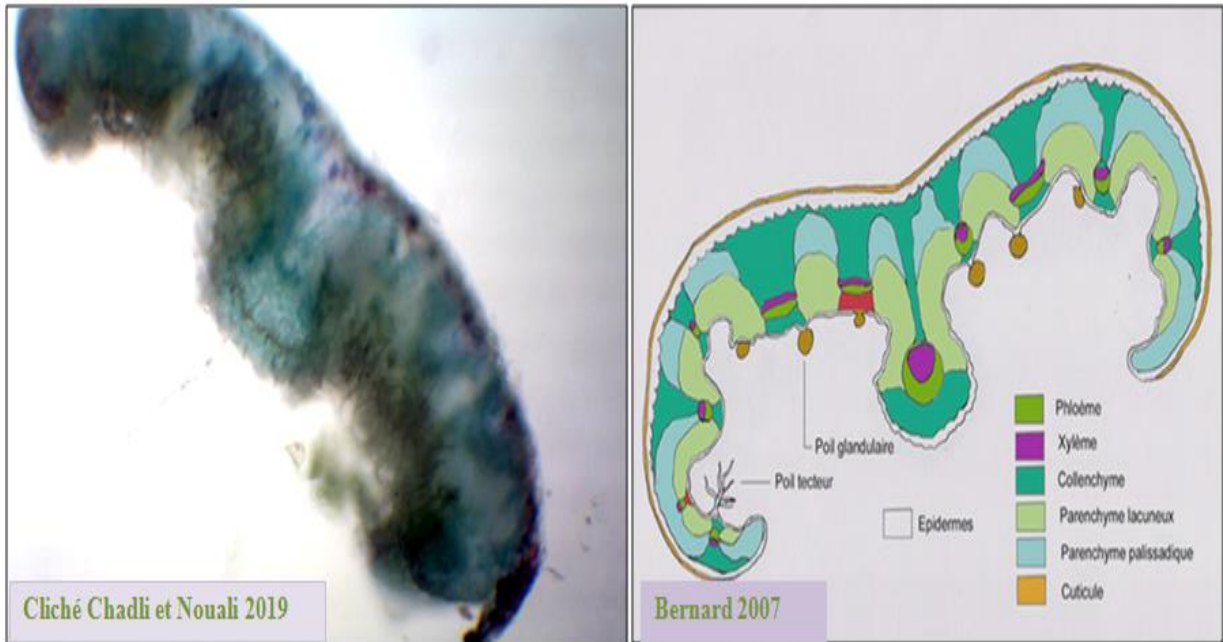 Cliché Chadli et Nouali 2019
Poil glandulaire
Poil tecteur
Epidermes
Phloème
Xylème
Collenchyme
Parenchyme lacuneux
Parenchyme palissadique
Cuticule
Bernard 2007